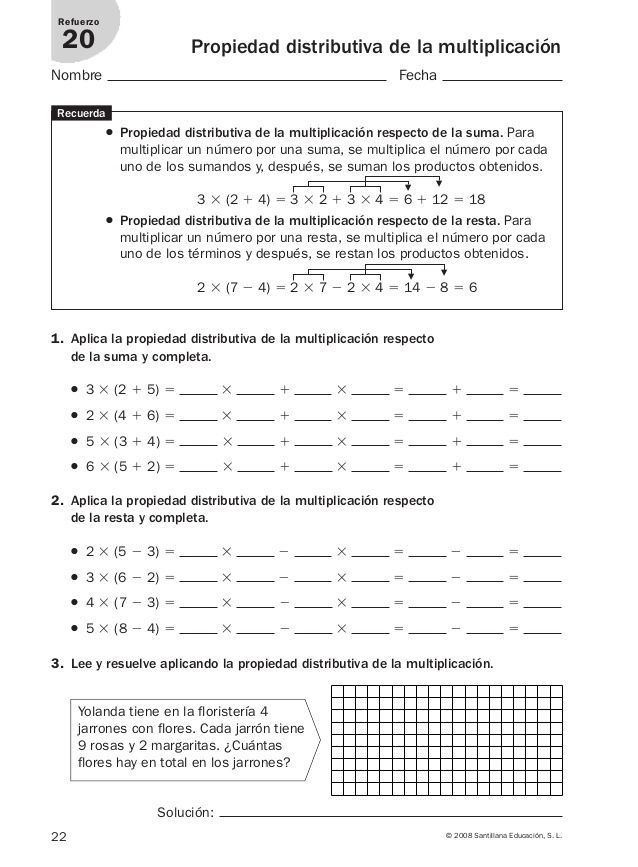 Refuerzo
20
Propiedad distributiva de la multiplicación
Nombre ________ Fecha ________
Recuerda
● Propiedad distributiva de la multiplicación respecto de la suma. Para
multiplicar un número por una suma, se multiplica el número por cada
uno de los sumandos y, después, se suman los productos obtenidos.
3 × (2 + 4) = 3 × 2 + 3 × 4 = 6 + 12 = 18
● Propiedad distributiva de la multiplicación respecto de la resta. Para
multiplicar un número por una resta, se multiplica el número por cada
uno de los términos y después, se restan los productos obtenidos.
2 × (7 − 4) = 2 × 7 − 2 × 4 = 14 − 8 = 6
1. Aplica la propiedad distributiva de la multiplicación respecto
de la suma y completa.
● 3 × (2 + 5) = ____ × ____ + ____ × ____ = ____ + ____ = ____
● 2 × (4 + 6) = ____ × ____ + ____ × ____ = ____ + ____ = ____
● 5 × (3 + 4) = ____ × ____ + ____ × ____ = ____ + ____ = ____
● 6 × (5 + 2) = ____ × ____ + ____ × ____ = ____ + ____ = ____
2. Aplica la propiedad distributiva de la multiplicación respecto
de la resta y completa.
● 2 × (5 − 3) = ____ × ____ − ____ × ____ = ____ − ____ = ____
● 3 × (6 − 2) = ____ × ____ − ____ × ____ = ____ − ____ = ____
● 4 × (7 − 3) = ____ × ____ − ____ × ____ = ____ − ____ = ____
● 5 × (8 − 4) = ____ × ____ − ____ × ____ = ____ − ____ = ____
3. Lee y resuelve aplicando la propiedad distributiva de la multiplicación.
Yolanda tiene en la floristería 4
jarrones con flores. Cada jarrón tiene
9 rosas y 2 margaritas. ¿Cuántas
flores hay en total en los jarrones?
Solución: ________
22
© 2008 Santillana Educación, S. L.